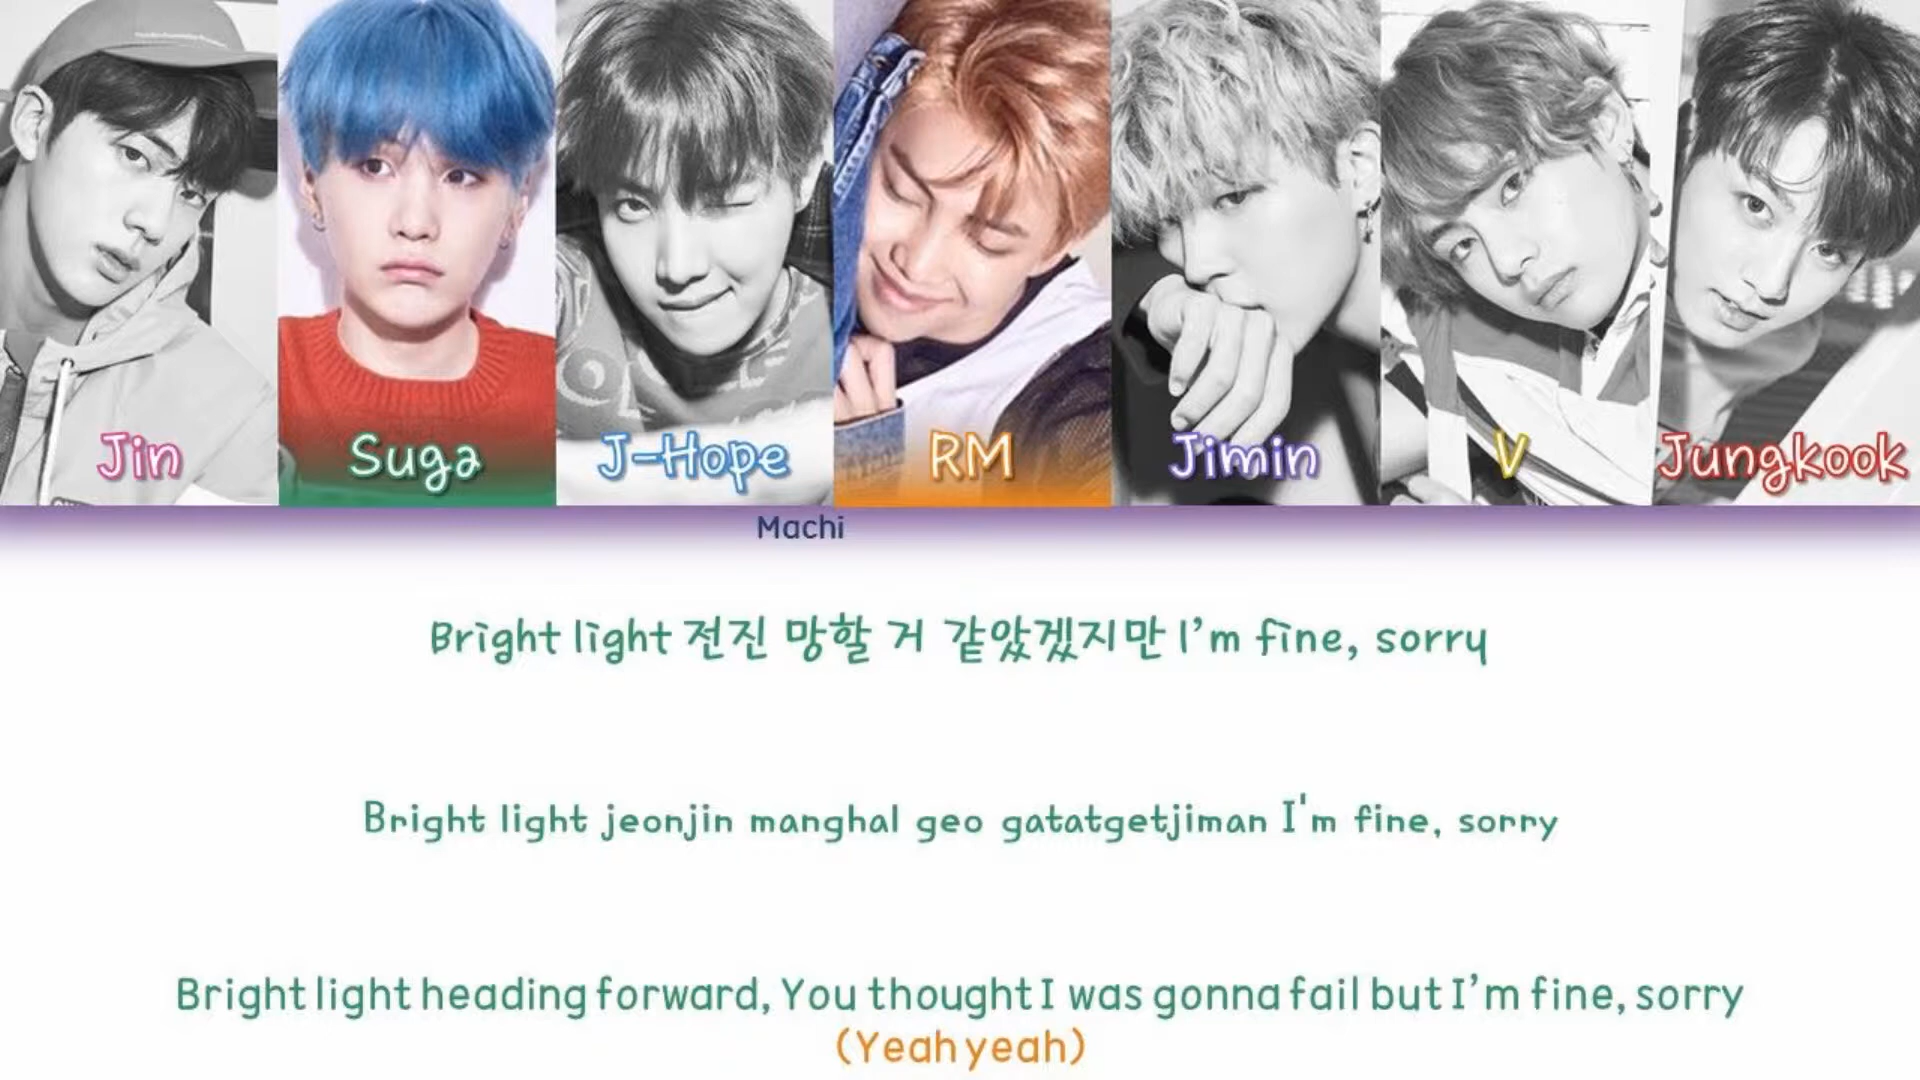 Jin
Suga
J-Hope
RM
Jimin
V
Jungkook
Machi
Bright light 전진 망할 거 같았겠지만 I’m fine, sorry
Bright light jeonjin manghal geo gatatgetjiman I'm fine, sorry
Bright light heading forward, You thought I was gonna fail but I’m fine, sorry
(Yeah yeah)